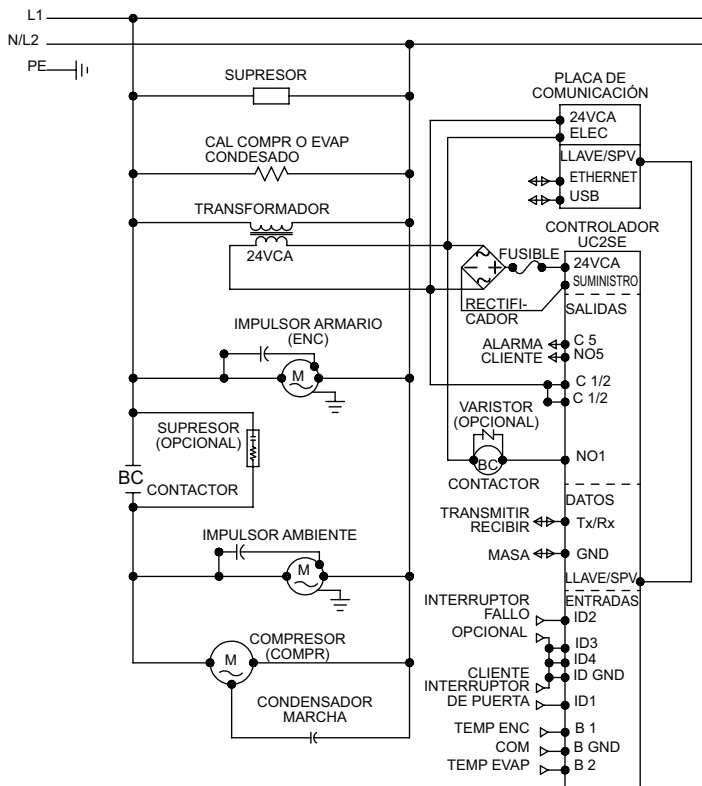 L1
N/L2
PE
SUPRESOR
CAL COMPR O EVAP
CONDESADO
TRANSFORMADOR
24VCA
IMPULSOR ARMARIO
(ENC)
M
SUPRESOR
(OPCIONAL)
BC
CONTACTOR
IMPULSOR AMBIENTE
M
COMPRESOR
(COMPR)
M
CONDENSADOR
MARCHA
PLACA DE
COMUNICACIÓN
24VCA
ELEC
LLAVE/SPV
ETHERNET
USB
CONTROLADOR
UC2SE
FUSIBLE
24VCA
SUMINISTRO
RECTIFI-
CADOR
SALIDAS
ALARMA
CLIENTE
C 5
NO5
C 1/2
C 1/2
VARISTOR
(OPCIONAL)
BC
CONTACTOR
NO1
DATOS
TRANSMITIR
RECIBIR
Tx/Rx
MASA
GND
LLAVE/SPV
ENTRADAS
INTERRUPTOR
FALLO
ID2
OPCIONAL
ID3
ID4
CLIENTE
ID GND
INTERRUPTOR
DE PUERTA
ID1
TEMP ENC
B 1
COM
B GND
TEMP EVAP
B 2